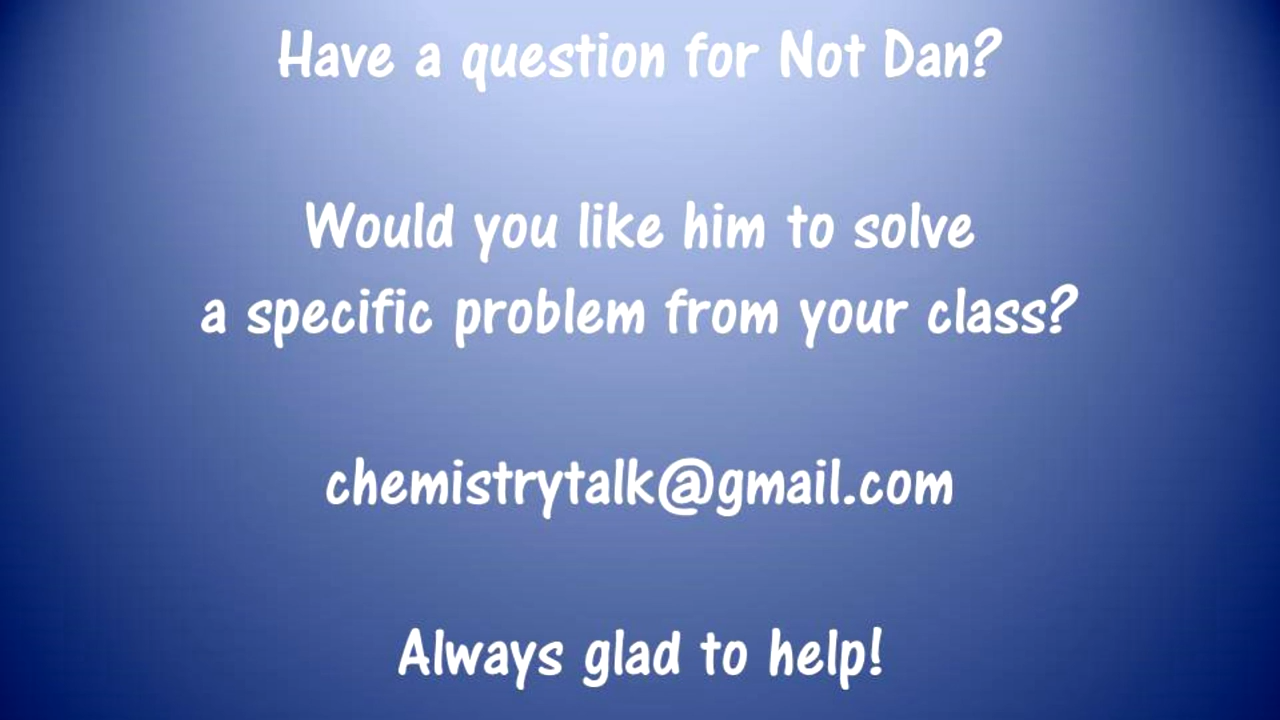 Have a question for Not Dan?
Would you like him to solve
a specific problem from your class?
chemistrytalk@gmail.com
Always glad to help!